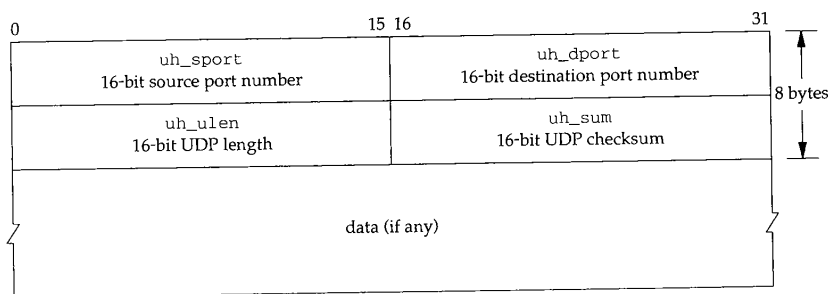 0 15 16 31
uh_sport uh_dport
16-bit source port number 16-bit destination port number
8 bytes
uh_ulen uh_sum
16-bit UDP length 16-bit UDP checksum
data (if any)